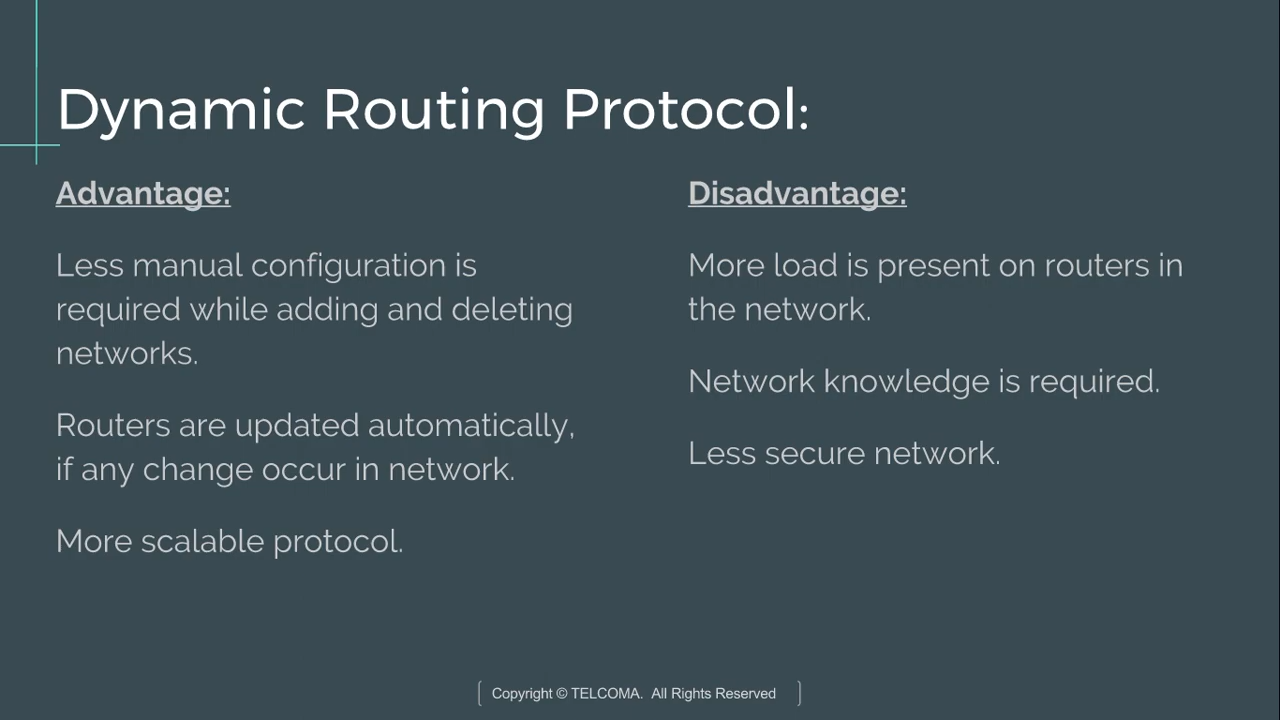 Dynamic Routing Protocol:
Advantage:
Less manual configuration is
required while adding and deleting
networks.
Routers are updated automatically,
if any change occur in network.
More scalable protocol.
Disadvantage:
More load is present on routers in
the network.
Network knowledge is required.
Less secure network.
Copyright © TELCOMA. All Rights Reserved